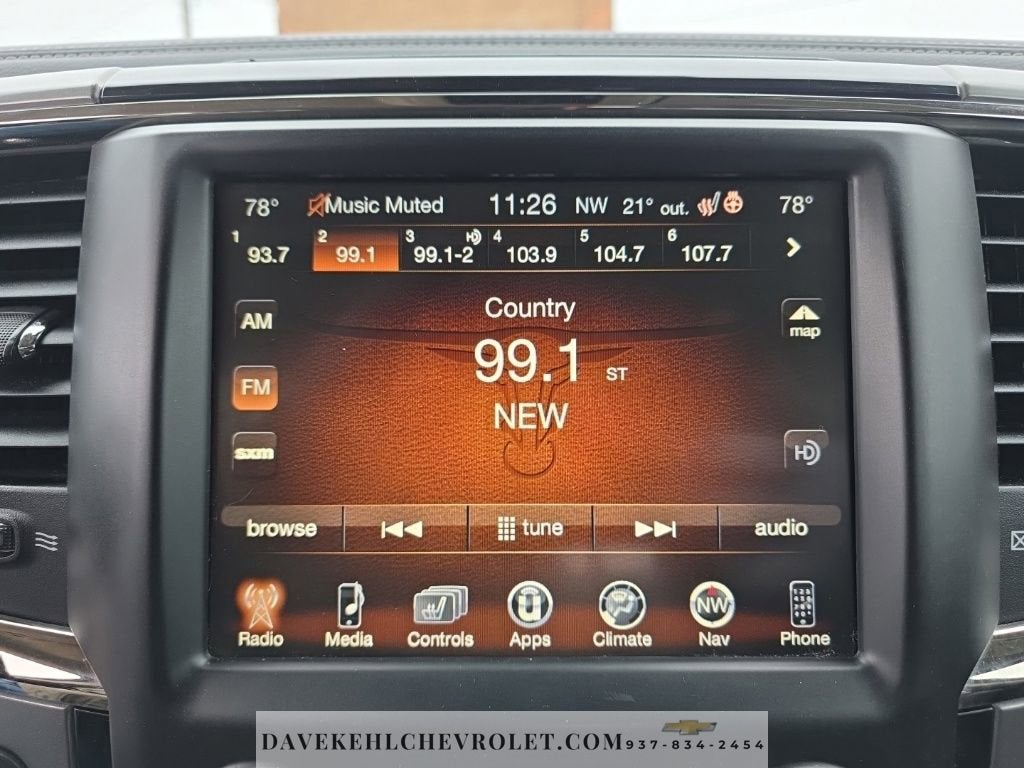 78° Music Muted 11:26 NW 21° out. 78°
1 93.7 2 99.1 3 HD 99.1-2 4 103.9 5 104.7 6 107.7
Country
AM map
99.1 ST
FM
NEW
sxm HD
browse tune audio
NW
Radio Media Controls Apps Climate Nav Phone
DAVEKEHLCHEVROLET.COM 937-834-2454